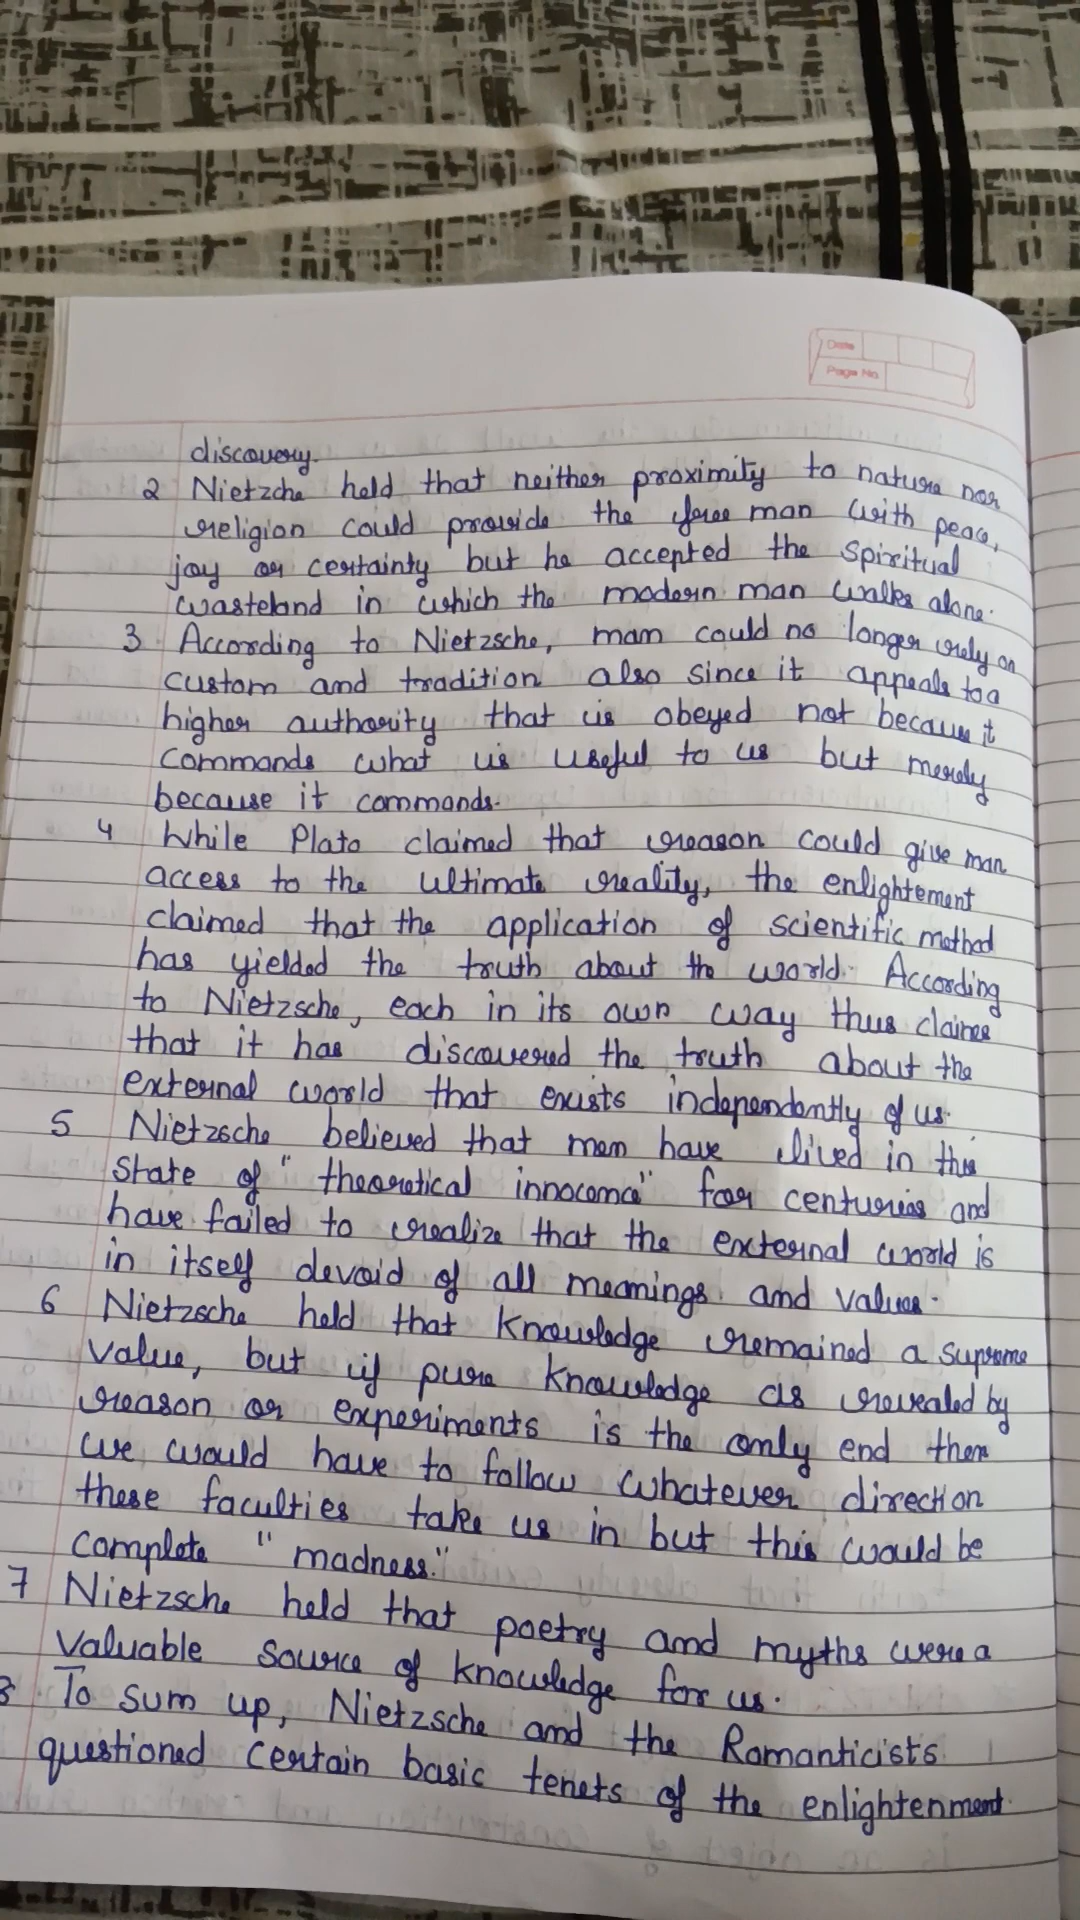 Date
Page No.
discovery.
2 Nietzche held that neither proximity to nature nor
religion could provide the free man with peace,
joy or certainty but he accepted the spiritual
wasteland in which the modern man walks alone.
3 According to Nietzsche, man could no longer rely on
custom and tradition also since it appeals to a
higher authority that is obeyed not because it
commands what is useful to us but merely
because it commands.
4 While Plato claimed that reason could give man
access to the ultimate reality, the enlightement
claimed that the application of scientific method
has yielded the truth about the world. According
to Nietzsche, each in its own way thus claims
that it has discovered the truth about the
external world that exists independently of us.
5 Nietzsche believed that men have lived in this
state of "theoretical innocence" for centuries and
have failed to realize that the external world is
in itself devoid of all meanings and values.
6 Nietzsche held that knowledge remained a supreme
value, but if pure knowledge as revealed by
reason or experiments is the only end then
we would have to follow whatever direction
these faculties take us in but this would be
complete "madness."
7 Nietzsche held that poetry and myths were a
valuable source of knowledge for us.
8 To sum up, Nietzsche and the Romanticists
questioned certain basic tenets of the enlightenment